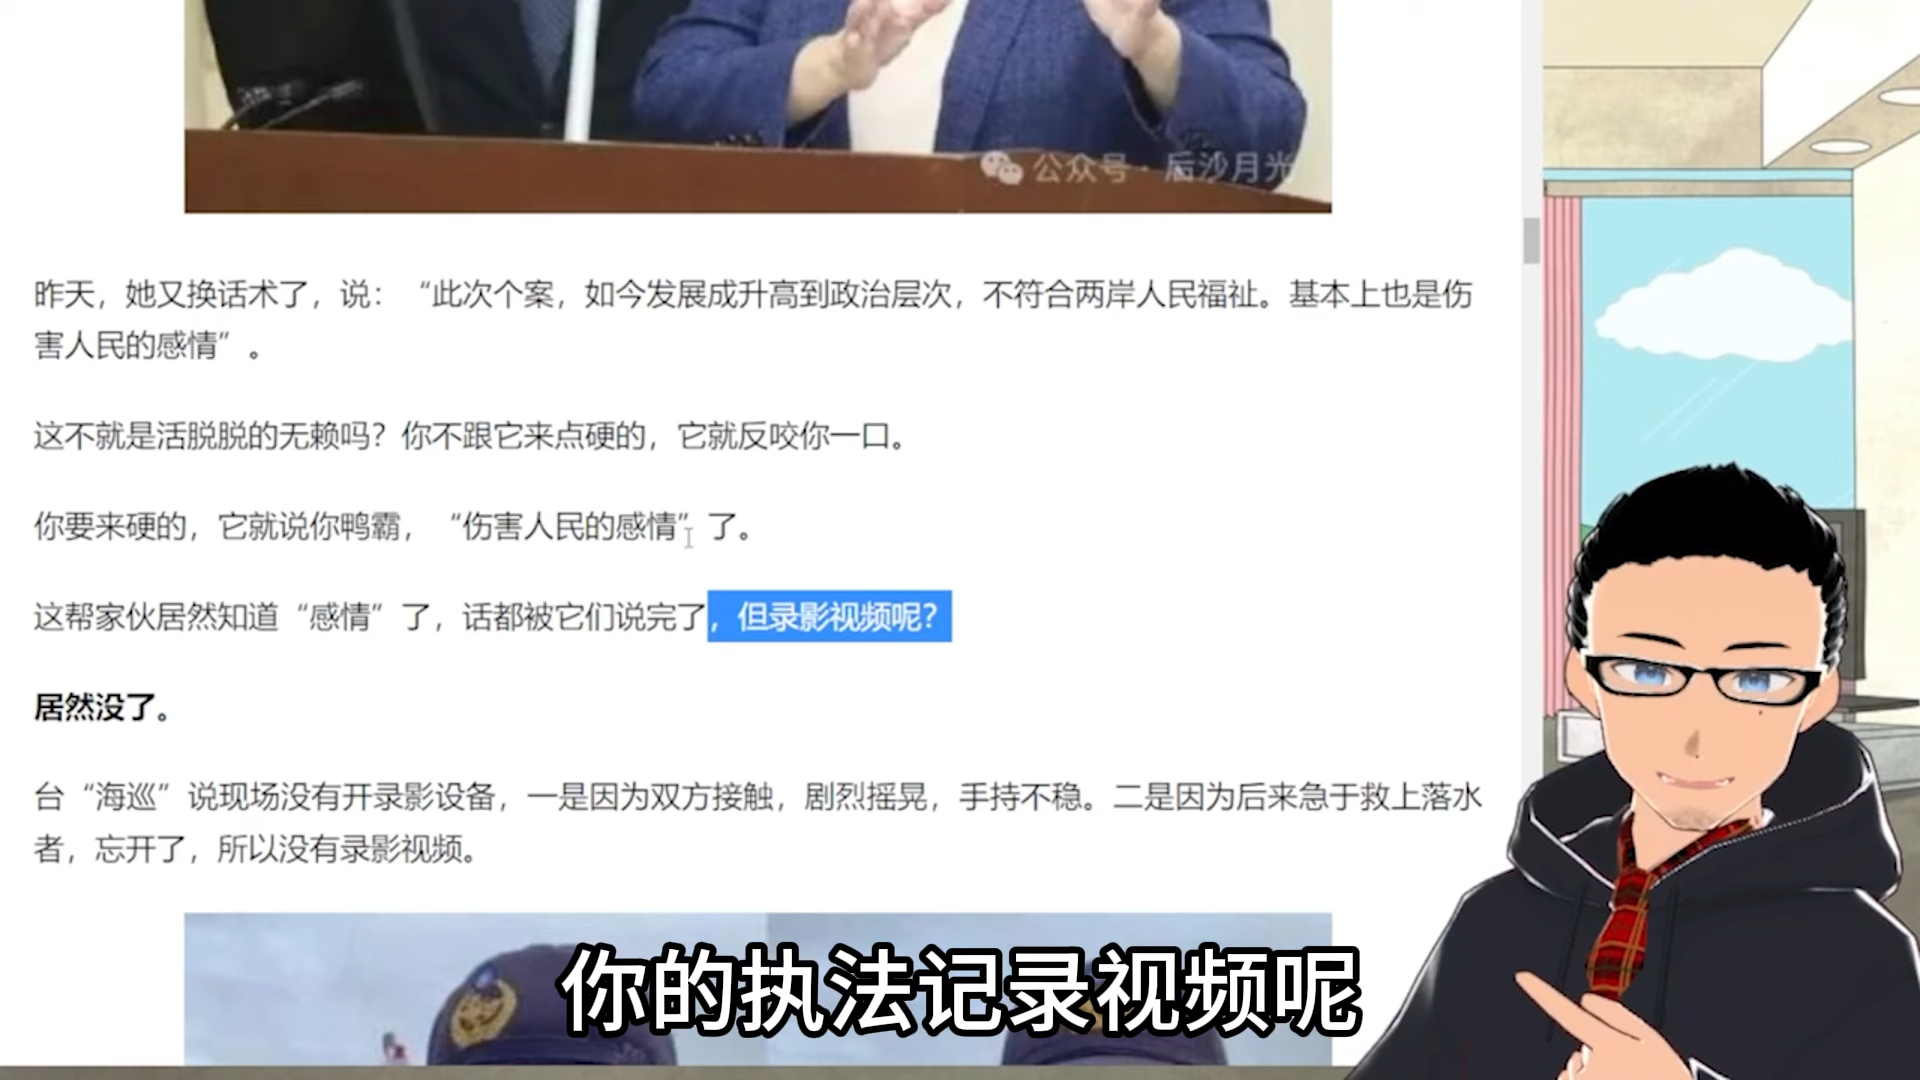 公众号·后沙月光
昨天，她又换话术了，说：“此次个案，如今发展成升高到政治层次，不符合两岸人民福祉。基本上也是伤
害人民的感情”。
这不就是活脱脱的无赖吗？你不跟它来点硬的，它就反咬你一口。
你要来硬的，它就说你鸭霸，“伤害人民的感情”了。
这帮家伙居然知道“感情”了，话都被它们说完了，但录影视频呢？
居然没了。
台“海巡”说现场没有开录影设备，一是因为双方接触，剧烈摇晃，手持不稳。二是因为后来急于救上落水
者，忘开了，所以没有录影视频。
你的执法记录视频呢